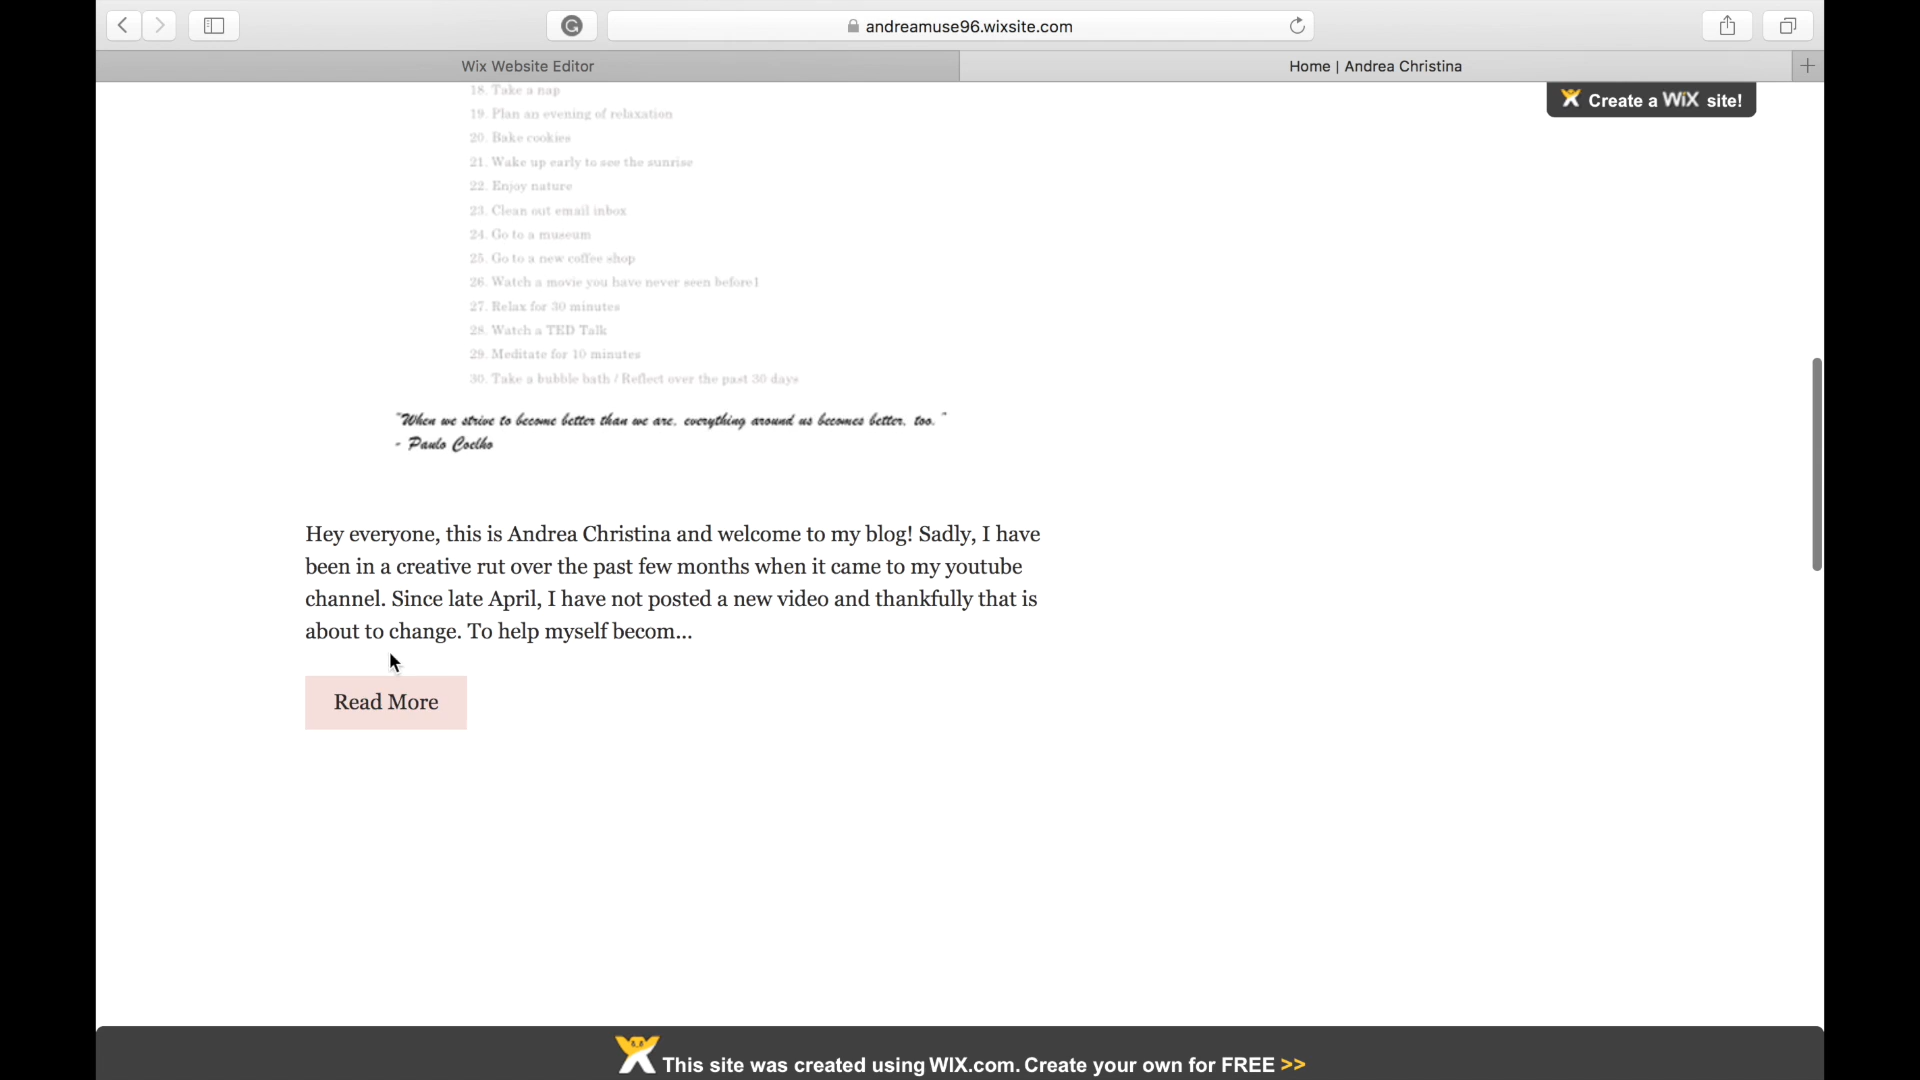 andreamuse96.wixsite.com
Wix Website Editor
Home | Andrea Christina
Create a WiX site!
18. Take a nap
19. Plan an evening of relaxation
20. Bake cookies
21. Wake up early to see the sunrise
22. Enjoy nature
23. Clean out email inbox
24. Go to a museum
25. Go to a new coffee shop
26. Watch a movie you have never seen before1
27. Relax for 30 minutes
28. Watch a TED Talk
29. Meditate for 10 minutes
30. Take a bubble bath / Reflect over the past 30 days
"When we strive to become better than we are, everything around us becomes better, too."
- Paulo Coelho
Hey everyone, this is Andrea Christina and welcome to my blog! Sadly, I have
been in a creative rut over the past few months when it came to my youtube
channel. Since late April, I have not posted a new video and thankfully that is
about to change. To help myself becom...
Read More
This site was created using WIX.com. Create your own for FREE >>